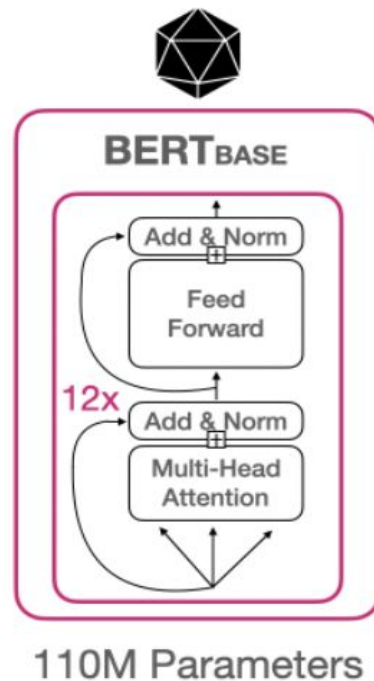 BERTBASE
Add & Norm
Feed
Forward
12x
Add & Norm
Multi-Head
Attention
110M Parameters